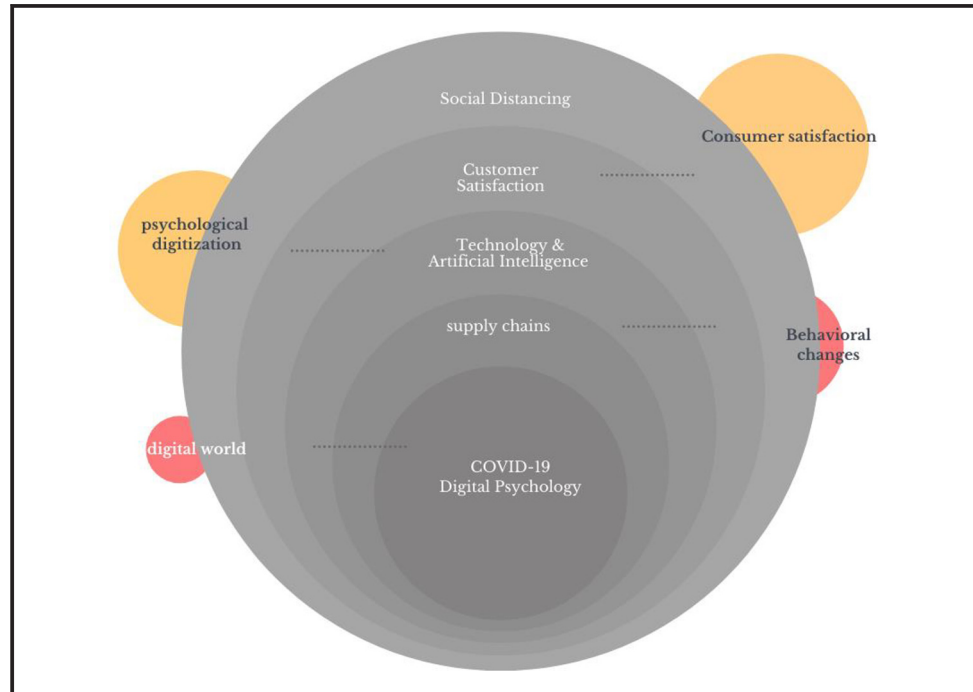 Social Distancing
Consumer satisfaction
Customer
Satisfaction
psychological
digitization
Technology &
Artificial Intelligence
supply chains
Behavioral
changes
digital world
COVID-19
Digital Psychology